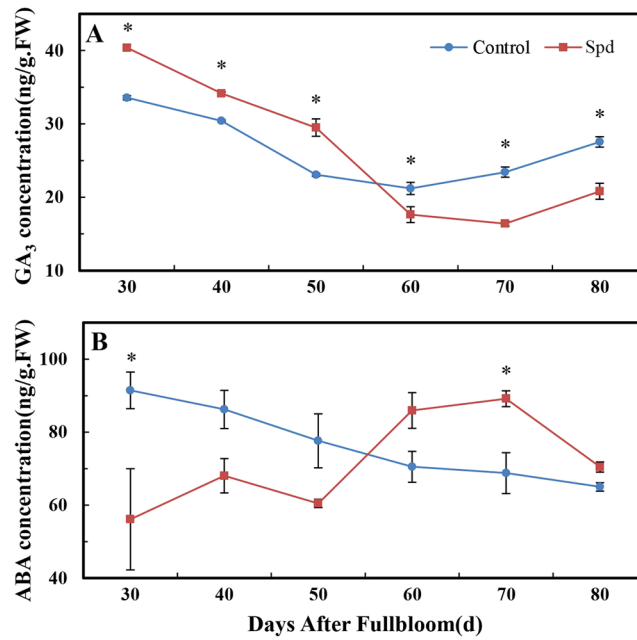 A
Control
Spd
GA₃ concentration(ng/g.FW)
40
30
20
10
* * * * * *
30 40 50 60 70 80
B
ABA concentration(ng/g.FW)
100
80
60
40
* *
30 40 50 60 70 80
Days After Fullbloom(d)